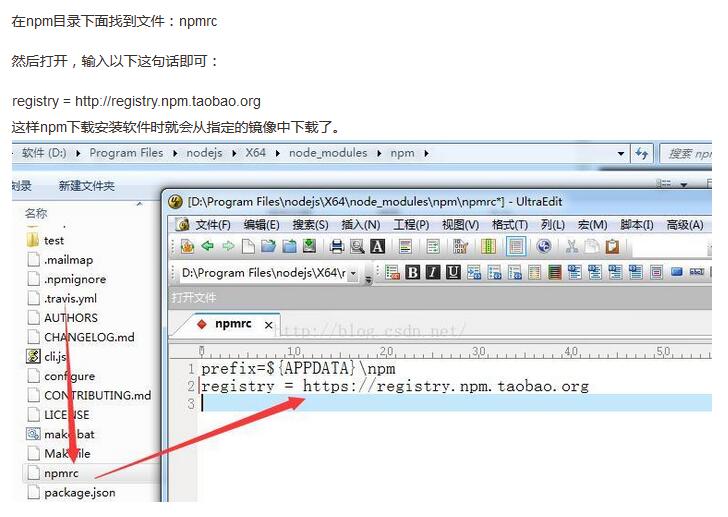 在npm目录下面找到文件：npmrc
然后打开，输入以下这句话即可：
registry = http://registry.npm.taobao.org
这样npm下载安装软件时就会从指定的镜像中下载了。
软件 (D:) Program Files nodejs X64 node_modules npm
搜索 npm
刻录 新建文件夹
名称
test
.mailmap
.npmignore
.travis.yml
AUTHORS
CHANGELOG.md
cli.js
configure
CONTRIBUTING.md
LICENSE
make.bat
Makefile
npmrc
package.json
[D:\Program Files\nodejs\X64\node_modules\npm\npmrc*] - UltraEdit
文件(F) 编辑(E) 搜索(S) 插入(N) 工程(P) 视图(V) 格式(T) 列(L) 宏(M) 脚本(I) 高级(A)
D:\Program Files\nodejs\X64\r
B I U
打开文件
npmrc
http://blog.csdn.net/
0 10 20 30 40 50
1 prefix=${APPDATA}\npm
2 registry = https://registry.npm.taobao.org
3